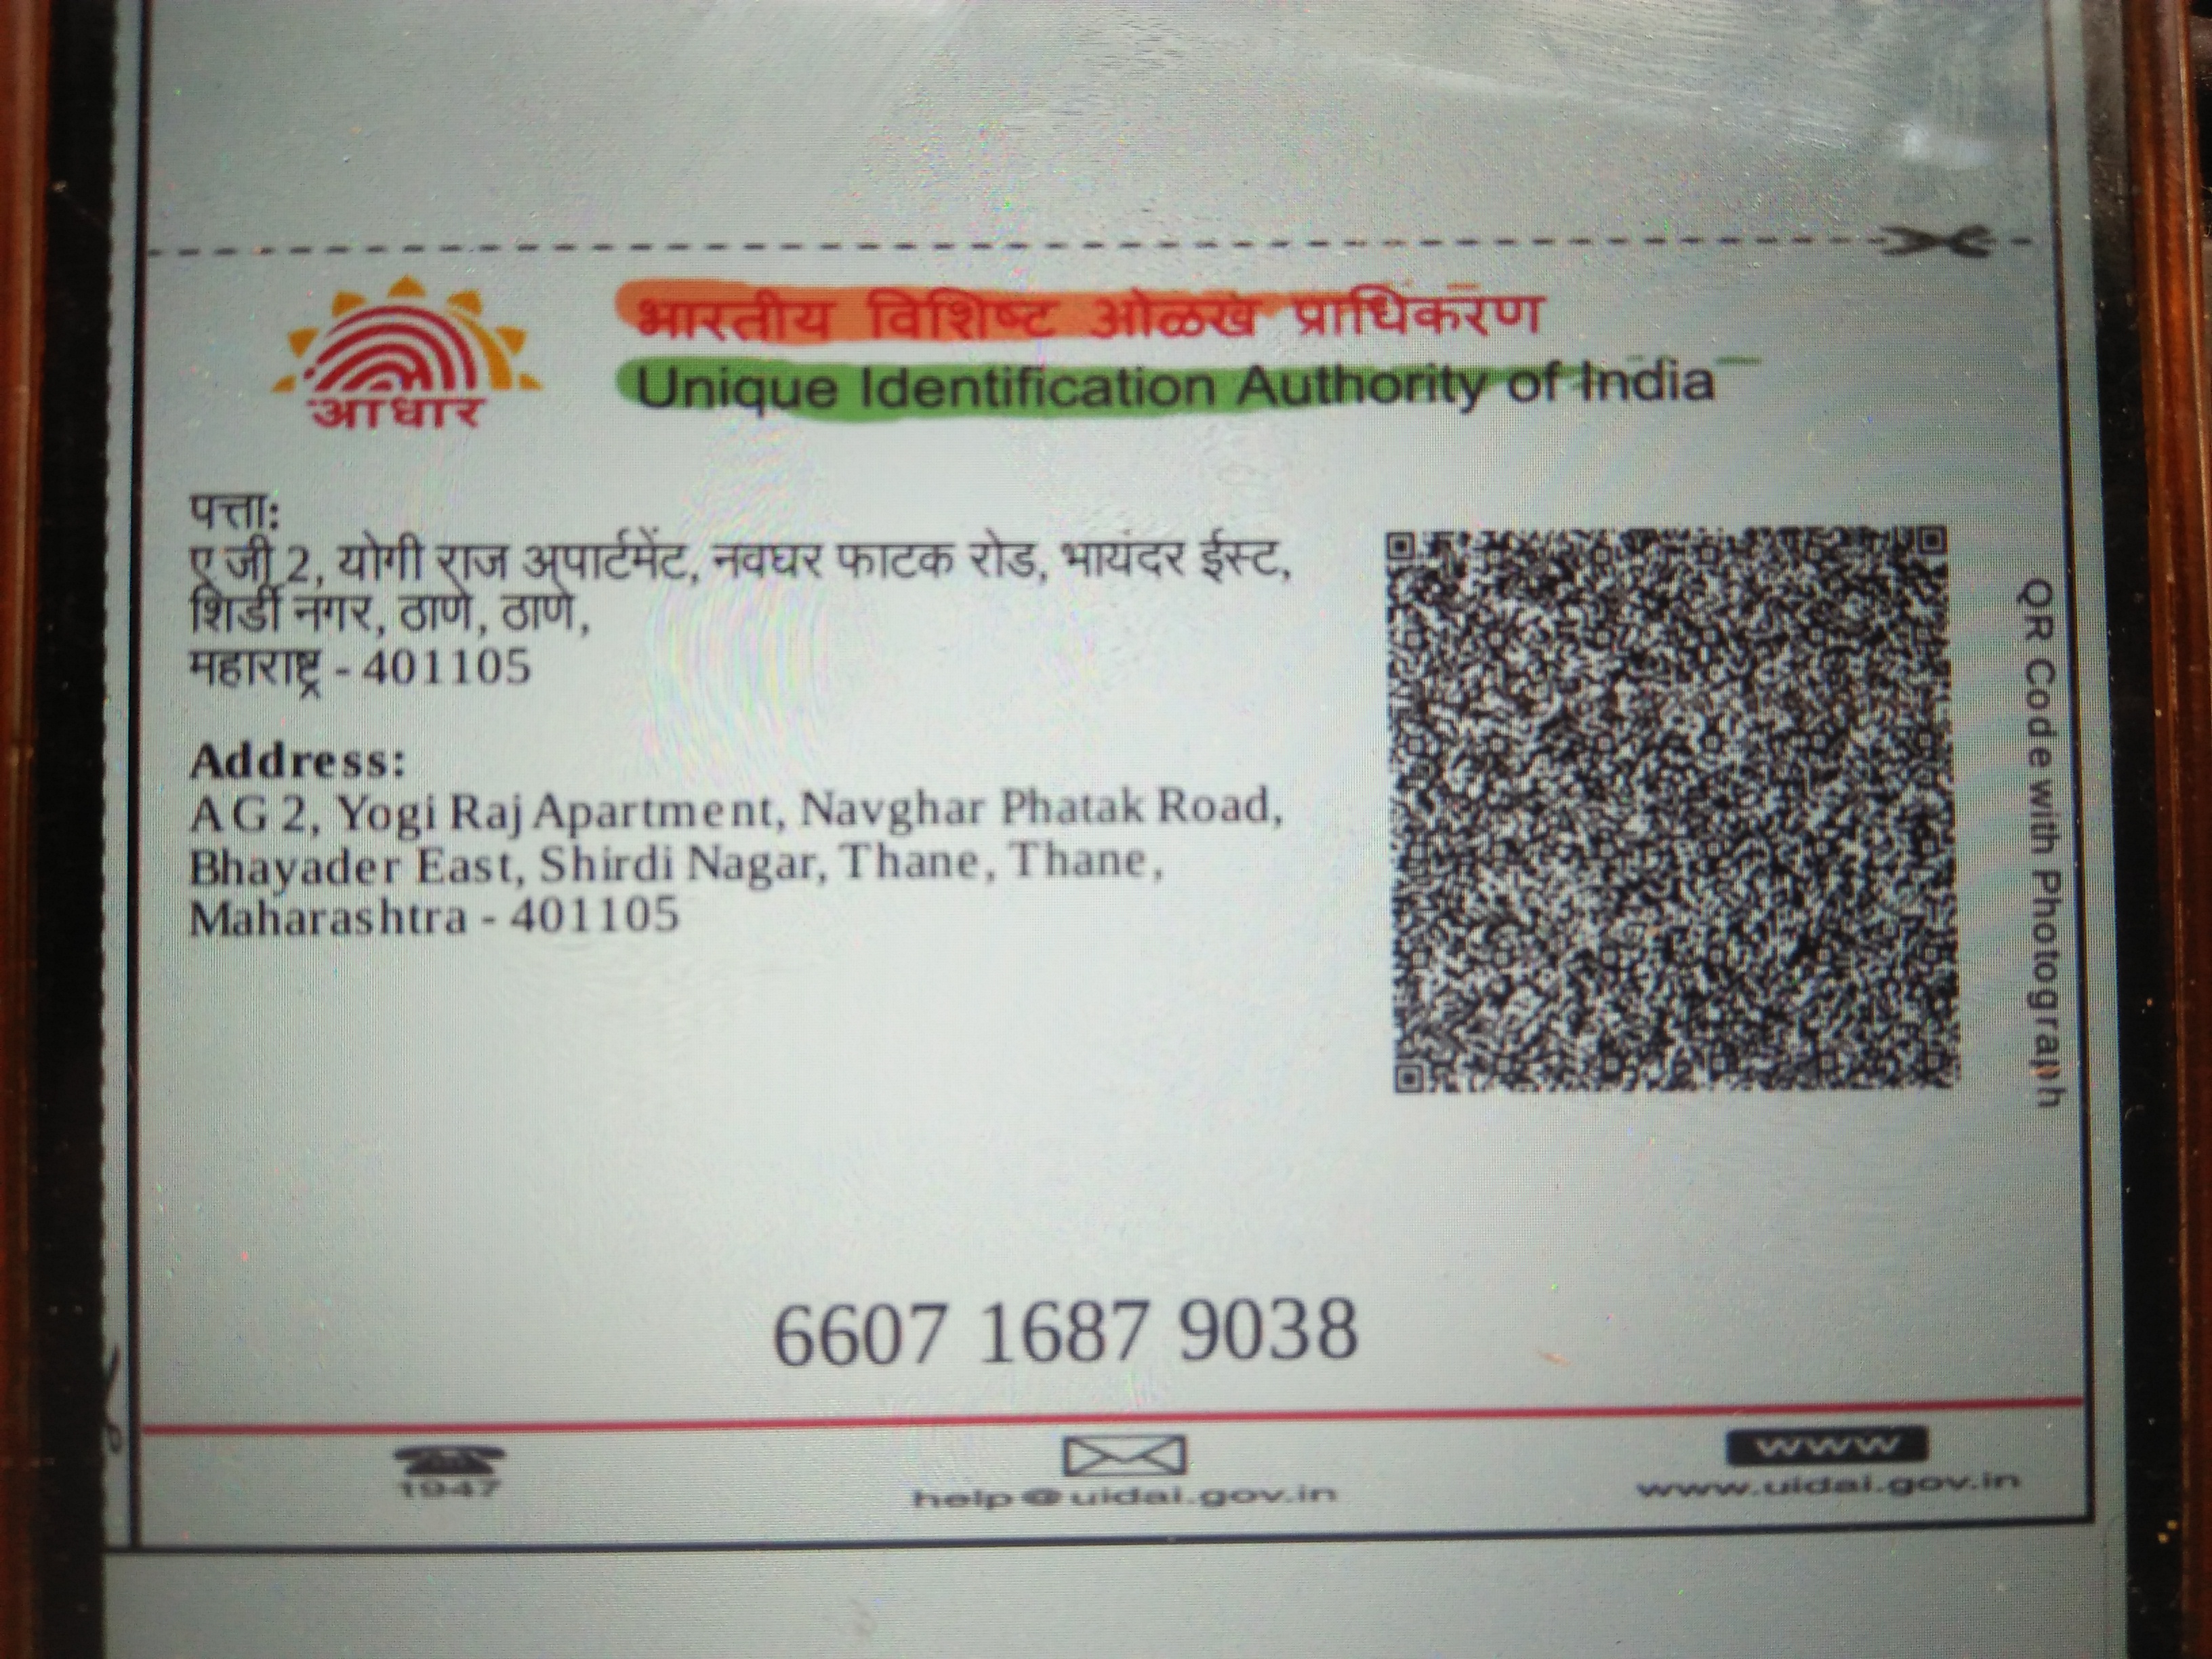 भारतीय विशिष्ट ओळख प्राधिकरण
Unique Identification Authority of India
आधार
पत्ता:
ए जी 2, योगी राज अपार्टमेंट, नवघर फाटक रोड, भायंदर ईस्ट,
शिर्डी नगर, ठाणे, ठाणे,
महाराष्ट्र - 401105
Address:
A G 2, Yogi Raj Apartment, Navghar Phatak Road,
Bhayader East, Shirdi Nagar, Thane, Thane,
Maharashtra - 401105
QR Code with Photograph
6607 1687 9038
1947
help@uidai.gov.in
www
www.uidai.gov.in